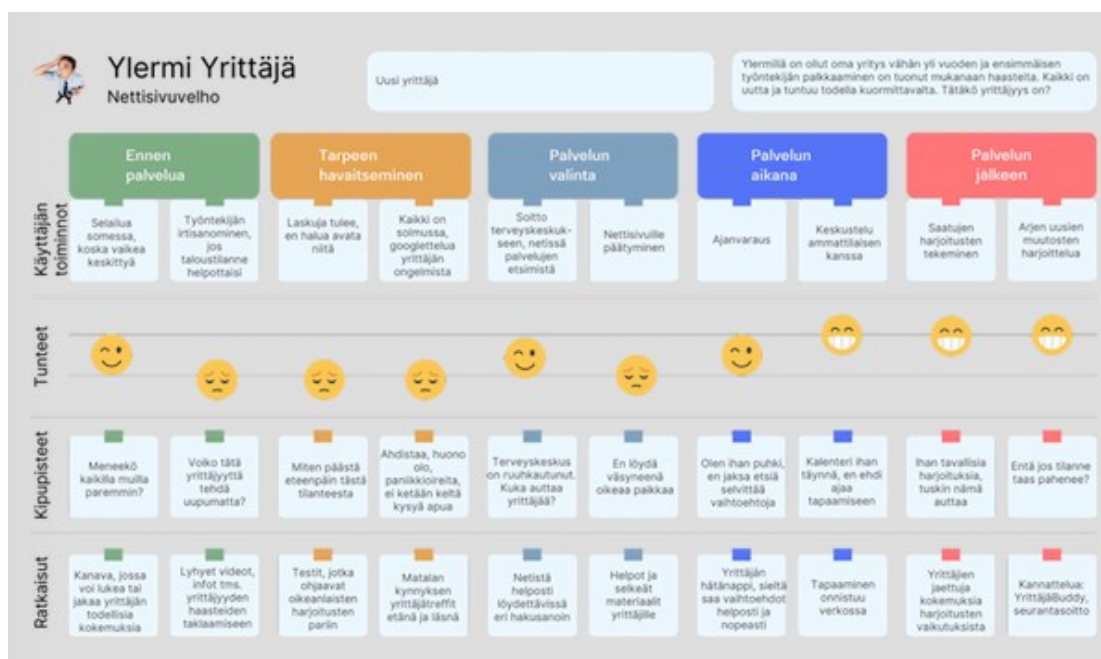 Ylermi Yrittäjä
Nettisivuvelho
Uusi yrittäjä
Ylermillä on ollut oma yritys vähän yli vuoden ja ensimmäisen
työntekijän palkkaaminen on tuonut mukanaan haasteita. Kaikki on
uutta ja tuntuu todella kuormittavalta. Tätäkö yrittäjyys on?
Ennen
palvelua
Tarpeen
havaitseminen
Palvelun
valinta
Palvelun
aikana
Palvelun
jälkeen
Käyttäjän
toiminnot
Selailua
somessa,
koska vaikea
keskittyä
Työntekijän
irtisanominen,
jos
taloustilanne
helpottaisi
Laskuja tulee,
en halua avata
niitä
Kaikki on
solmussa,
googlettelua
yrittäjän
ongelmista
Soitto
terveyskeskuk-
seen, netissä
palvelujen
etsimistä
Nettisivuille
päätyminen
Ajanvaraus
Keskustelu
ammattilaisen
kanssa
Saatujen
harjoitusten
tekeminen
Arjen uusien
muutosten
harjoittelua
Tunteet
Kipupisteet
Meneekö
kaikilla muilla
paremmin?
Voiko tätä
yrittäjyyttä
tehdä
uupumatta?
Miten päästä
eteenpäin tästä
tilanteesta
Ahdistaa, huono
olo,
paniikkioireita,
ei ketään keltä
kysyä apua
Terveyskeskus
on ruuhkautunut.
Kuka auttaa
yrittäjää?
En löydä
väsyneenä
oikeaa paikkaa
Olen ihan puhki,
en jaksa etsiä
selvittää
vaihtoehtoja
Kalenteri ihan
täynnä, en ehdi
ajaa
tapaamiseen
Ihan tavallisia
harjoituksia,
tuskin nämä
auttaa
Entä jos tilanne
taas pahenee?
Ratkaisut
Kanava, jossa
voi lukea tai
jakaa yrittäjän
todellisia
kokemuksia
Lyhyet videot,
infot tms.
yrittäjyyden
haasteiden
taklaamiseen
Testit, jotka
ohjaavat
oikeanlaisten
harjoitusten
pariin
Matalan
kynnyksen
yrittäjätreffit
etänä ja läsnä
Netistä
helposti
löydettävissä
eri hakusanoin
Helpot ja
selkeät
materiaalit
yrittäjille
Yrittäjän
hätänappi, sieltä
saa vaihtoehdot
helposti ja
nopeasti
Tapaaminen
onnistuu
verkossa
Yrittäjien
jaettuja
kokemuksia
harjoitusten
vaikutuksista
Kannattelua:
YrittäjäBuddy,
seurantasoitto